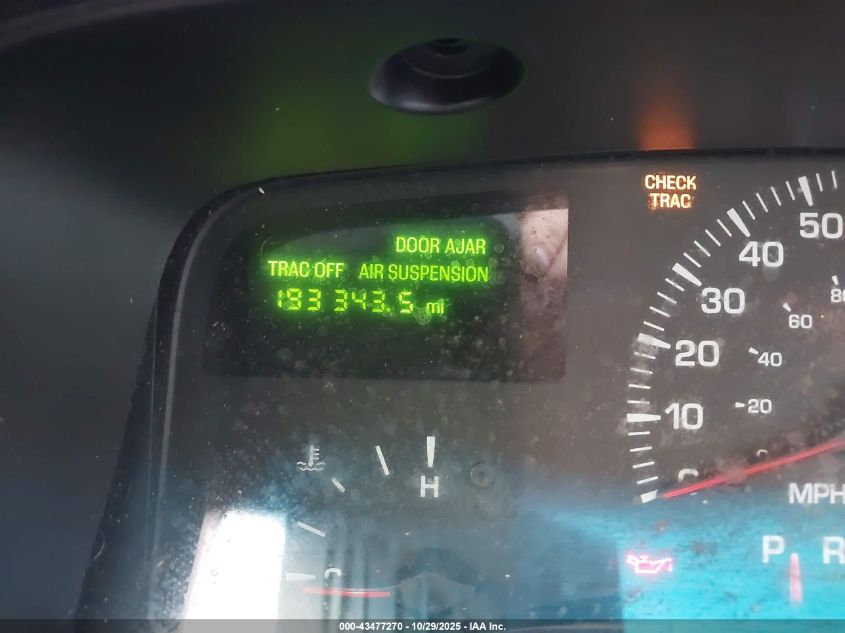 DOOR AJAR
TRAC OFF AIR SUSPENSION
193 343.5 mi
CHECK
TRAC
50
40
30
20
10
80
60
40
20
H
C
MPH
P R
000-43477270 - 10/29/2025 - IAA Inc.